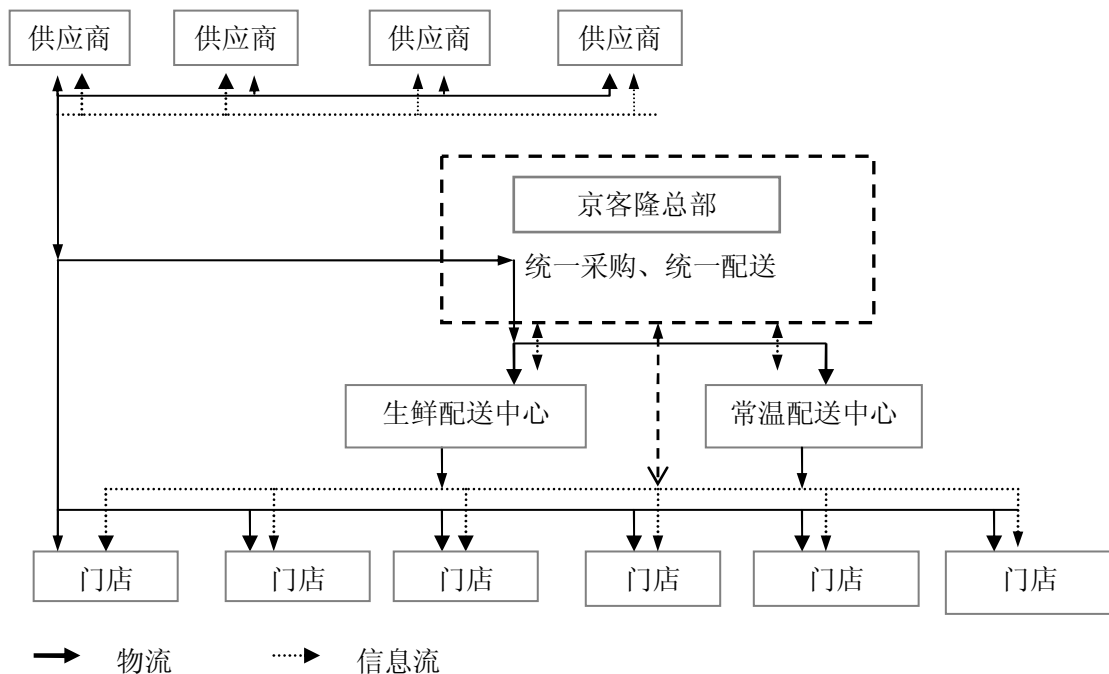 供应商
供应商
供应商
供应商
京客隆总部
统一采购、统一配送
生鲜配送中心
常温配送中心
门店
门店
门店
门店
门店
门店
物流
信息流